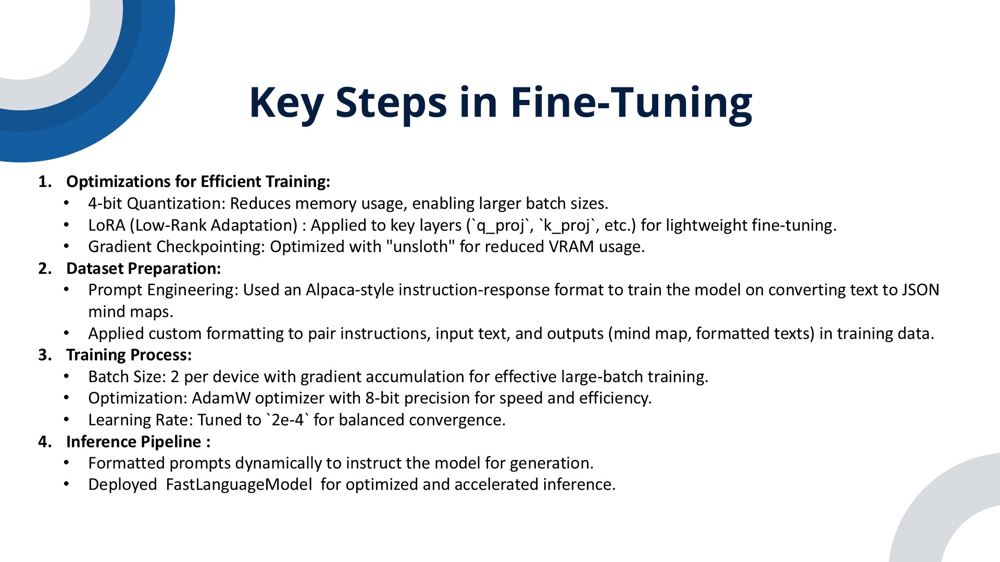 Key Steps in Fine-Tuning
1. Optimizations for Efficient Training:
• 4-bit Quantization: Reduces memory usage, enabling larger batch sizes.
• LoRA (Low-Rank Adaptation) : Applied to key layers (`q_proj`, `k_proj`, etc.) for lightweight fine-tuning.
• Gradient Checkpointing: Optimized with "unsloth" for reduced VRAM usage.
2. Dataset Preparation:
• Prompt Engineering: Used an Alpaca-style instruction-response format to train the model on converting text to JSON
mind maps.
• Applied custom formatting to pair instructions, input text, and outputs (mind map, formatted texts) in training data.
3. Training Process:
• Batch Size: 2 per device with gradient accumulation for effective large-batch training.
• Optimization: AdamW optimizer with 8-bit precision for speed and efficiency.
• Learning Rate: Tuned to `2e-4` for balanced convergence.
4. Inference Pipeline :
• Formatted prompts dynamically to instruct the model for generation.
• Deployed  FastLanguageModel  for optimized and accelerated inference.